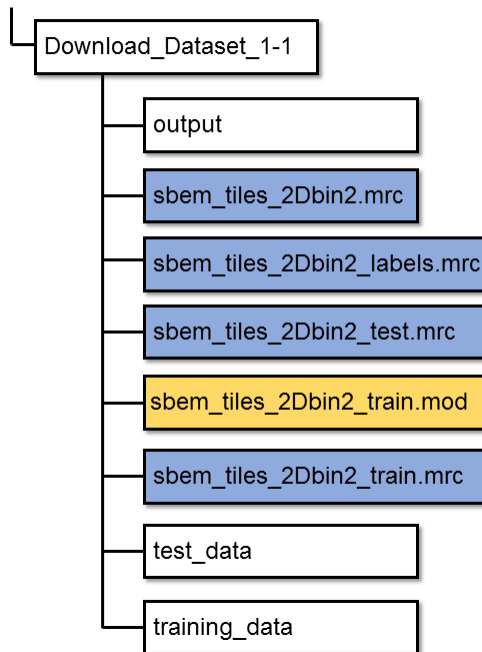 Download_Dataset_1-1
output
sbem_tiles_2Dbin2.mrc
sbem_tiles_2Dbin2_labels.mrc
sbem_tiles_2Dbin2_test.mrc
sbem_tiles_2Dbin2_train.mod
sbem_tiles_2Dbin2_train.mrc
test_data
training_data